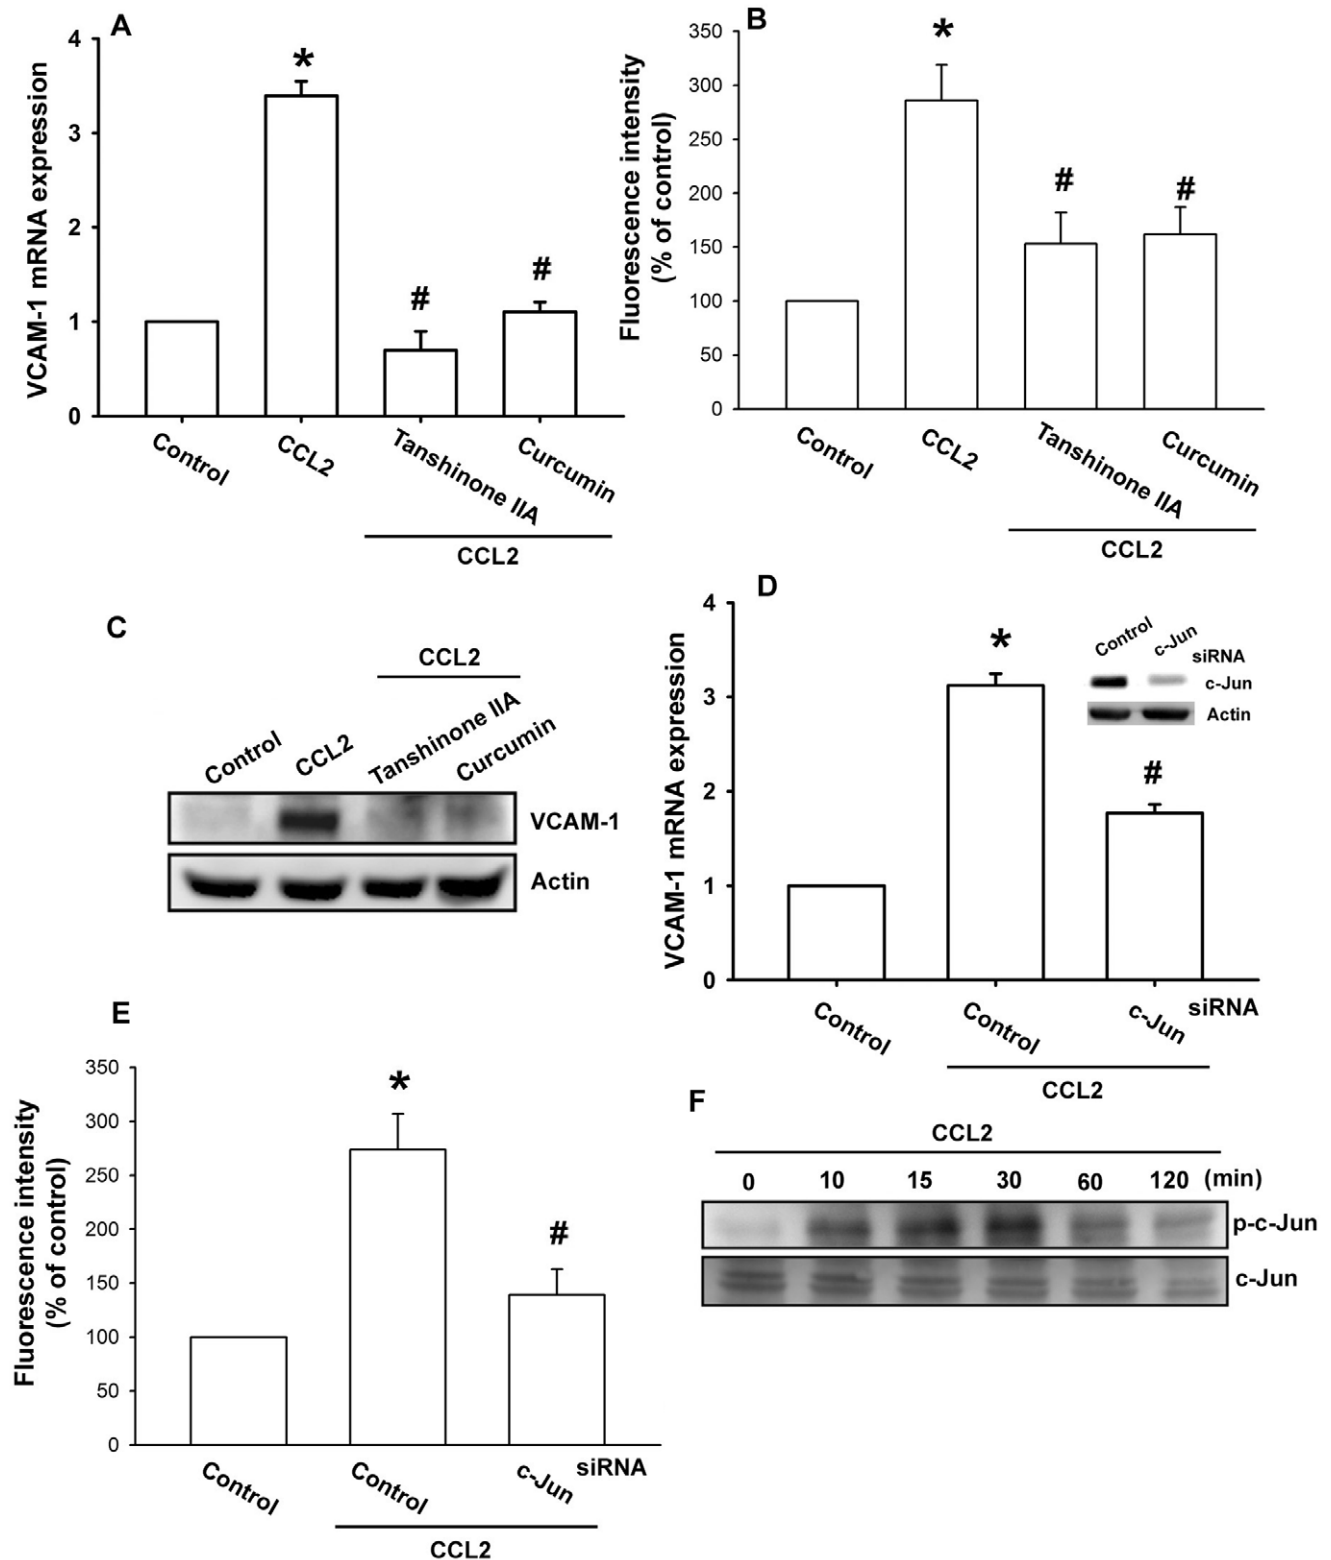 A
VCAM-1 mRNA expression
4
3
2
1
0
*
#
#
Control
CCL2
Tanshinone IIA
Curcumin
CCL2
B
Fluorescence intensity
(% of control)
350
300
250
200
150
100
50
0
*
#
#
Control
CCL2
Tanshinone IIA
Curcumin
CCL2
C
CCL2
Control
CCL2
Tanshinone IIA
Curcumin
VCAM-1
Actin
D
VCAM-1 mRNA expression
4
3
2
1
0
*
#
Control
c-Jun
siRNA
c-Jun
Actin
Control
Control
c-Jun
siRNA
CCL2
E
Fluorescence intensity
(% of control)
350
300
250
200
150
100
50
0
*
#
Control
Control
c-Jun
siRNA
CCL2
F
CCL2
0 10 15 30 60 120 (min)
p-c-Jun
c-Jun